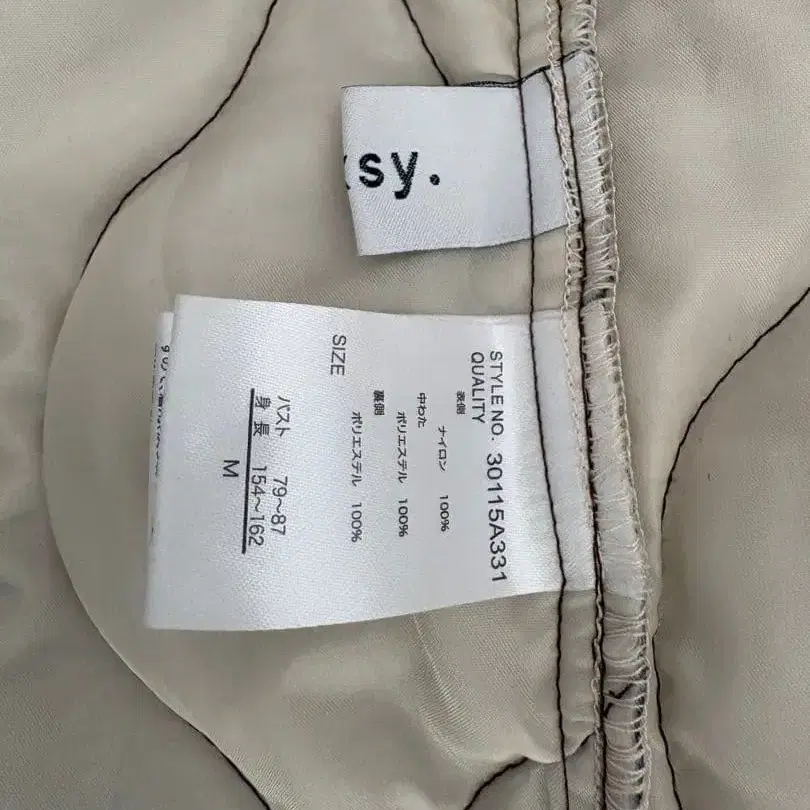 sy.
STYLE NO. 30115A331
QUALITY
表側
ナイロン 100%
中わた
ポリエステル 100%
裏側
ポリエステル 100%
SIZE
バスト 79~87
身長 154~162
M